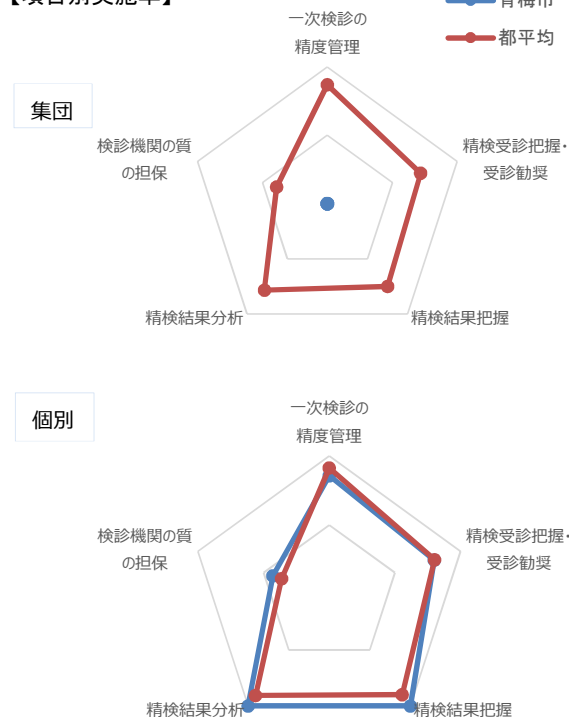 【項目別実施率】
青梅市
都平均
集団
一次検診の
精度管理
精検受診把握・
受診勧奨
精検結果把握
精検結果分析
検診機関の質
の担保
個別
一次検診の
精度管理
精検受診把握・
受診勧奨
精検結果把握
精検結果分析
検診機関の質
の担保